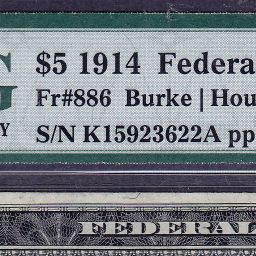 G $5 1914 Federa
Fr#886 Burke | Hou
Y S/N K15923622A pp
FEDERAL